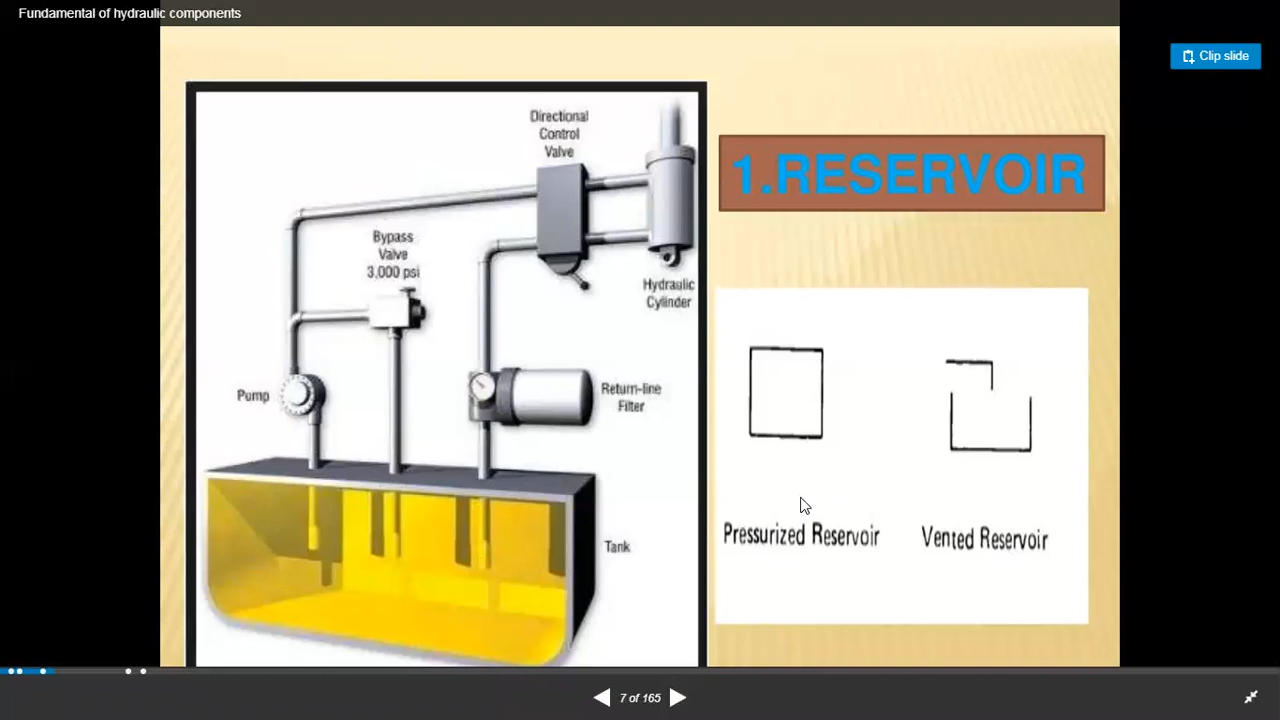 Fundamental of hydraulic components
Clip slide
Directional
Control
Valve
Bypass
Valve
3,000 psi
Hydraulic
Cylinder
Pump
Return-line
Filter
Tank
1.RESERVOIR
Pressurized Reservoir
Vented Reservoir
7 of 165